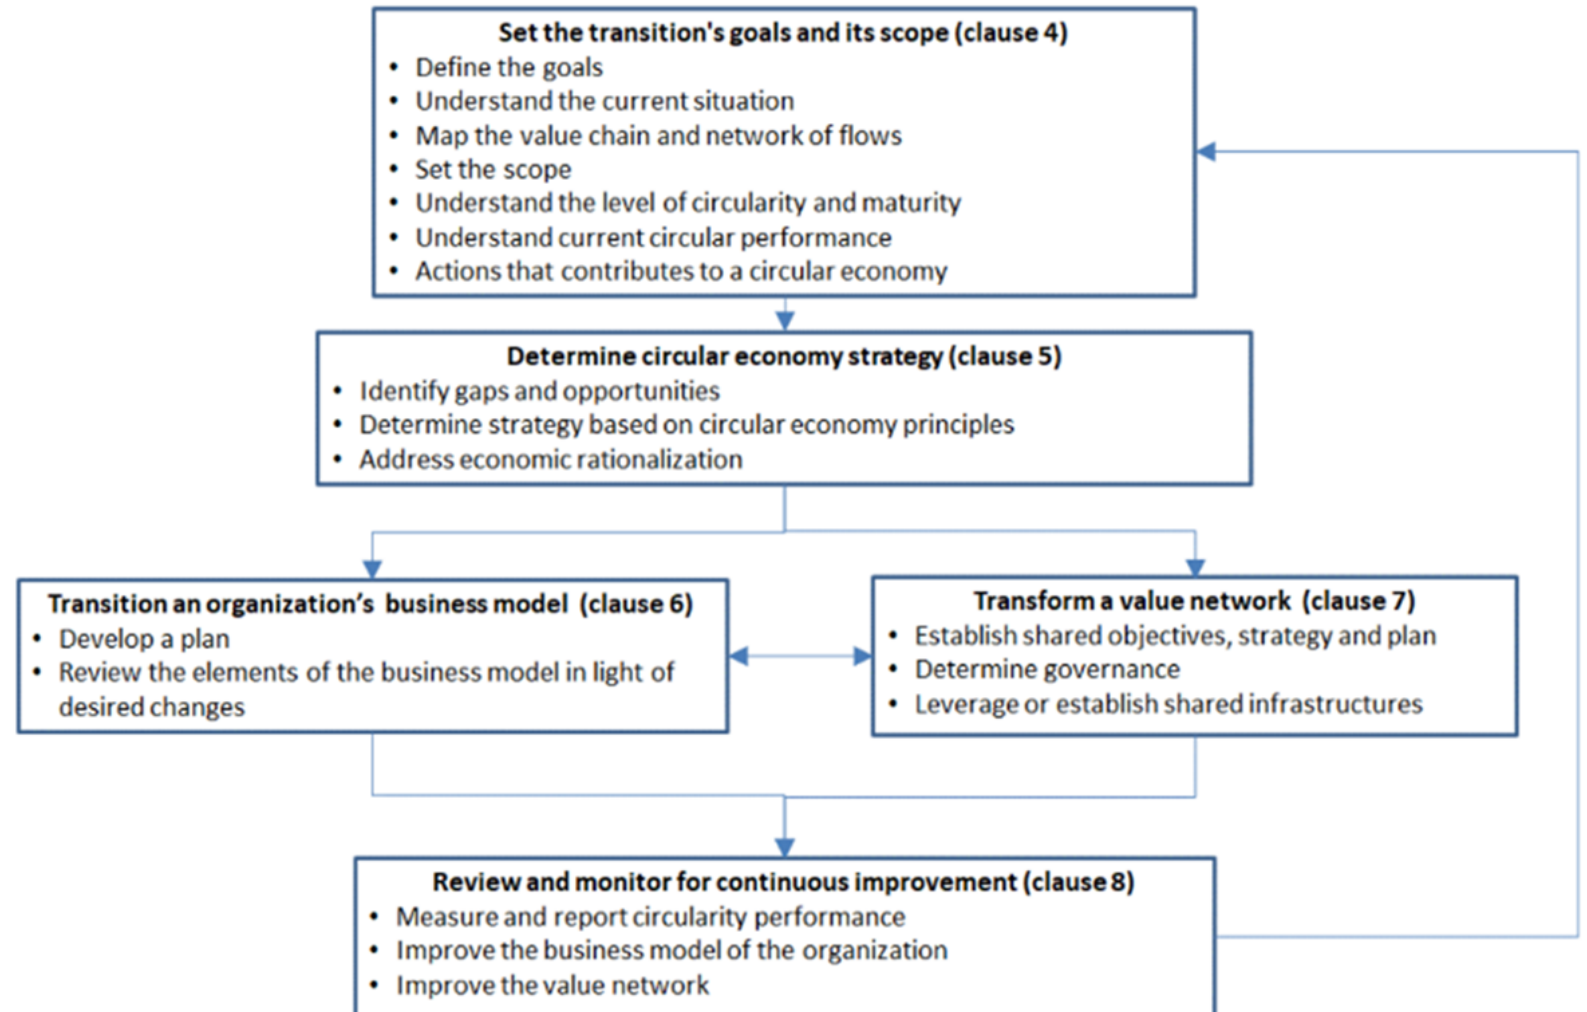 Set the transition's goals and its scope (clause 4)
• Define the goals
• Understand the current situation
• Map the value chain and network of flows
• Set the scope
• Understand the level of circularity and maturity
• Understand current circular performance
• Actions that contributes to a circular economy
Determine circular economy strategy (clause 5)
• Identify gaps and opportunities
• Determine strategy based on circular economy principles
• Address economic rationalization
Transition an organization’s business model (clause 6)
• Develop a plan
• Review the elements of the business model in light of
desired changes
Transform a value network (clause 7)
• Establish shared objectives, strategy and plan
• Determine governance
• Leverage or establish shared infrastructures
Review and monitor for continuous improvement (clause 8)
• Measure and report circularity performance
• Improve the business model of the organization
• Improve the value network